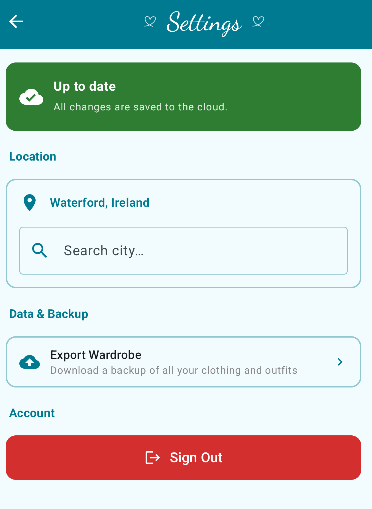 Settings
Up to date
All changes are saved to the cloud.
Location
Waterford, Ireland
Search city...
Data & Backup
Export Wardrobe
Download a backup of all your clothing and outfits
Account
Sign Out